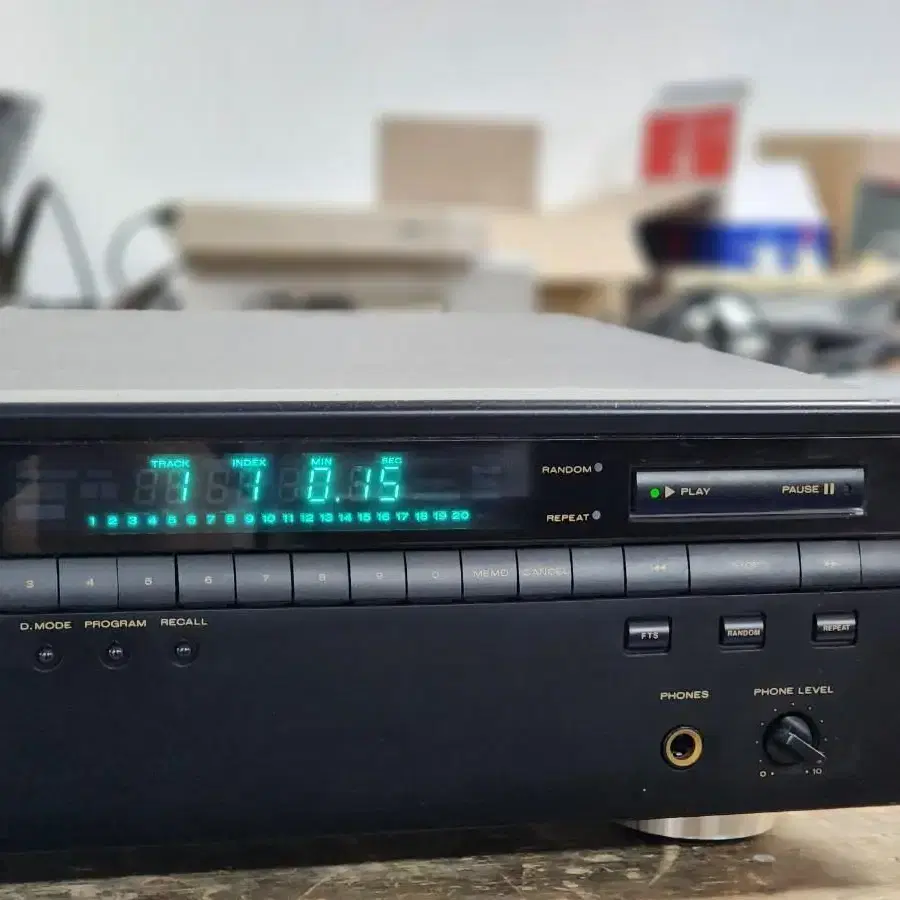 TRACK INDEX MIN SEC
1 1 0.15
1 2 3 4 5 6 7 8 9 10 11 12 13 14 15 16 17 18 19 20
RANDOM
REPEAT
PLAY PAUSE
3 4 5 6 7 8 9 0 MEMO CANCEL
D.MODE PROGRAM RECALL
FTS RANDOM REPEAT
PHONES PHONE LEVEL
0 10